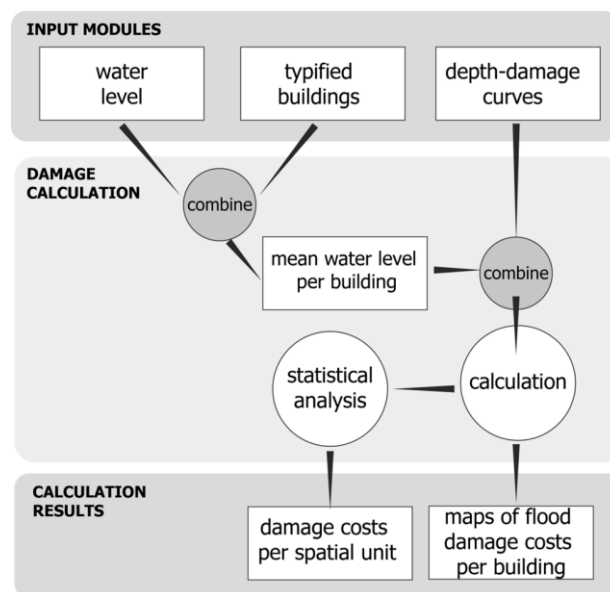 INPUT MODULES
water
level
typified
buildings
depth-damage
curves
DAMAGE
CALCULATION
combine
mean water level
per building
combine
statistical
analysis
calculation
CALCULATION
RESULTS
damage costs
per spatial unit
maps of flood
damage costs
per building